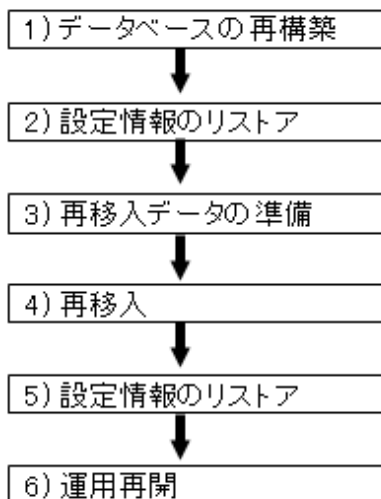 1)データベースの再構築
2)設定情報のリストア
3)再移入データの準備
4)再移入
5)設定情報のリストア
6)運用再開